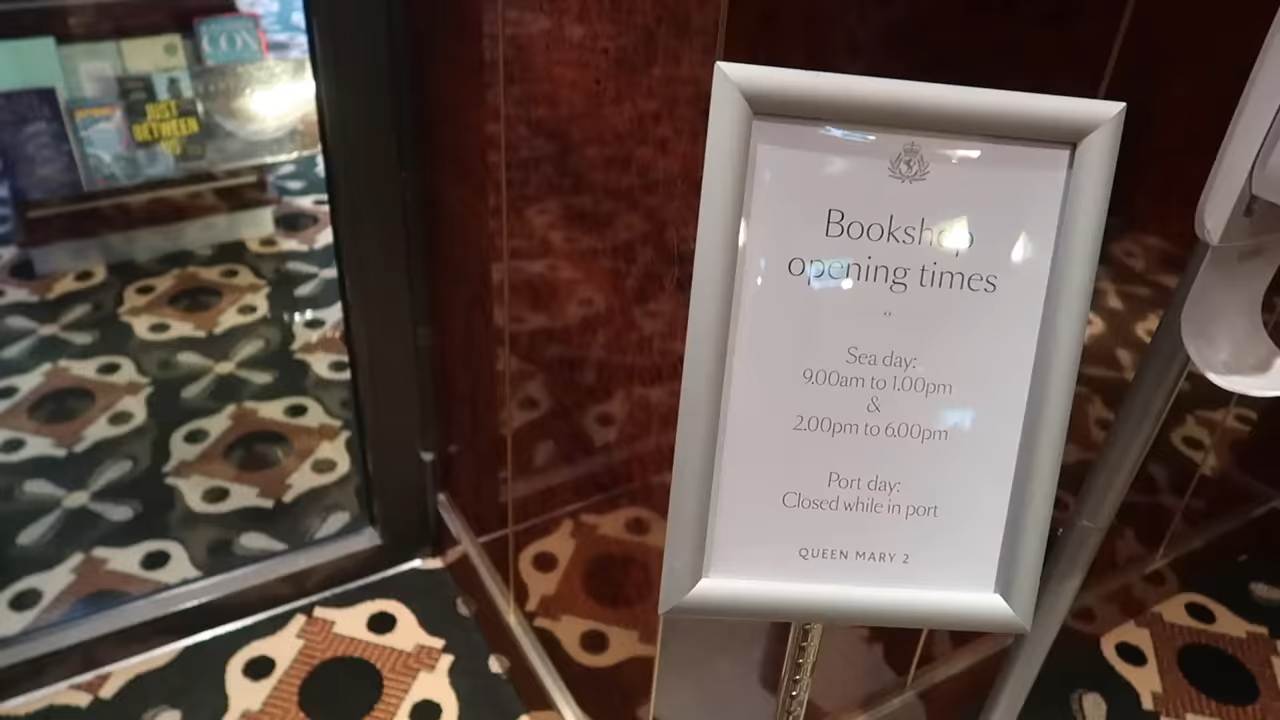 COX
JUST
BETWEEN
US
Bookshop
opening times
Sea day:
9.00am to 1.00pm
&
2.00pm to 6.00pm
Port day:
Closed while in port
QUEEN MARY 2